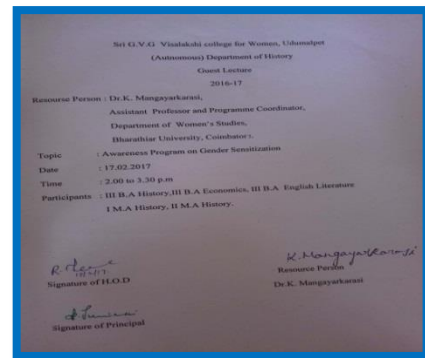 Sri G.V.G Visalakshi college for Women, Udumalpet
(Autonomous) Department of History
Guest Lecture
2016-17
Resourse Person : Dr.K. Mangayarkarasi,
Assistant Professor and Programme Coordinator,
Department of Women's Studies,
Bharathiar University, Coimbator:.
Topic : Awareness Program on Gender Sensitization
Date : 17.02.2017
Time : 2.00 to 3.30 p.m
Participants : III B.A History,III B.A Economics, III B.A English Literature
I M.A History, II M.A History.
K. Mangayarkarasi
Signature of H.O.D
Resource Person
Dr.K. Mangayarkarasi
Signature of Principal